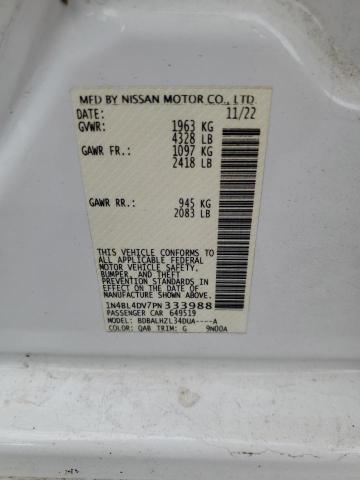 MFD BY NISSAN MOTOR CO., LTD.
DATE: 11/22
GVWR: 1963 KG
4328 LB
GAWR FR.: 1097 KG
2418 LB
GAWR RR.: 945 KG
2083 LB
THIS VEHICLE CONFORMS TO
ALL APPLICABLE FEDERAL
MOTOR VEHICLE SAFETY,
BUMPER, AND THEFT
PREVENTION STANDARDS
IN EFFECT ON THE DATE OF
MANUFACTURE SHOWN ABOVE.
1N4BL4DV7PN333988
PASSENGER CAR 649519
MODEL: BDBALHZL34DUA----A
COLOR: QAB TRIM: G 9N00A